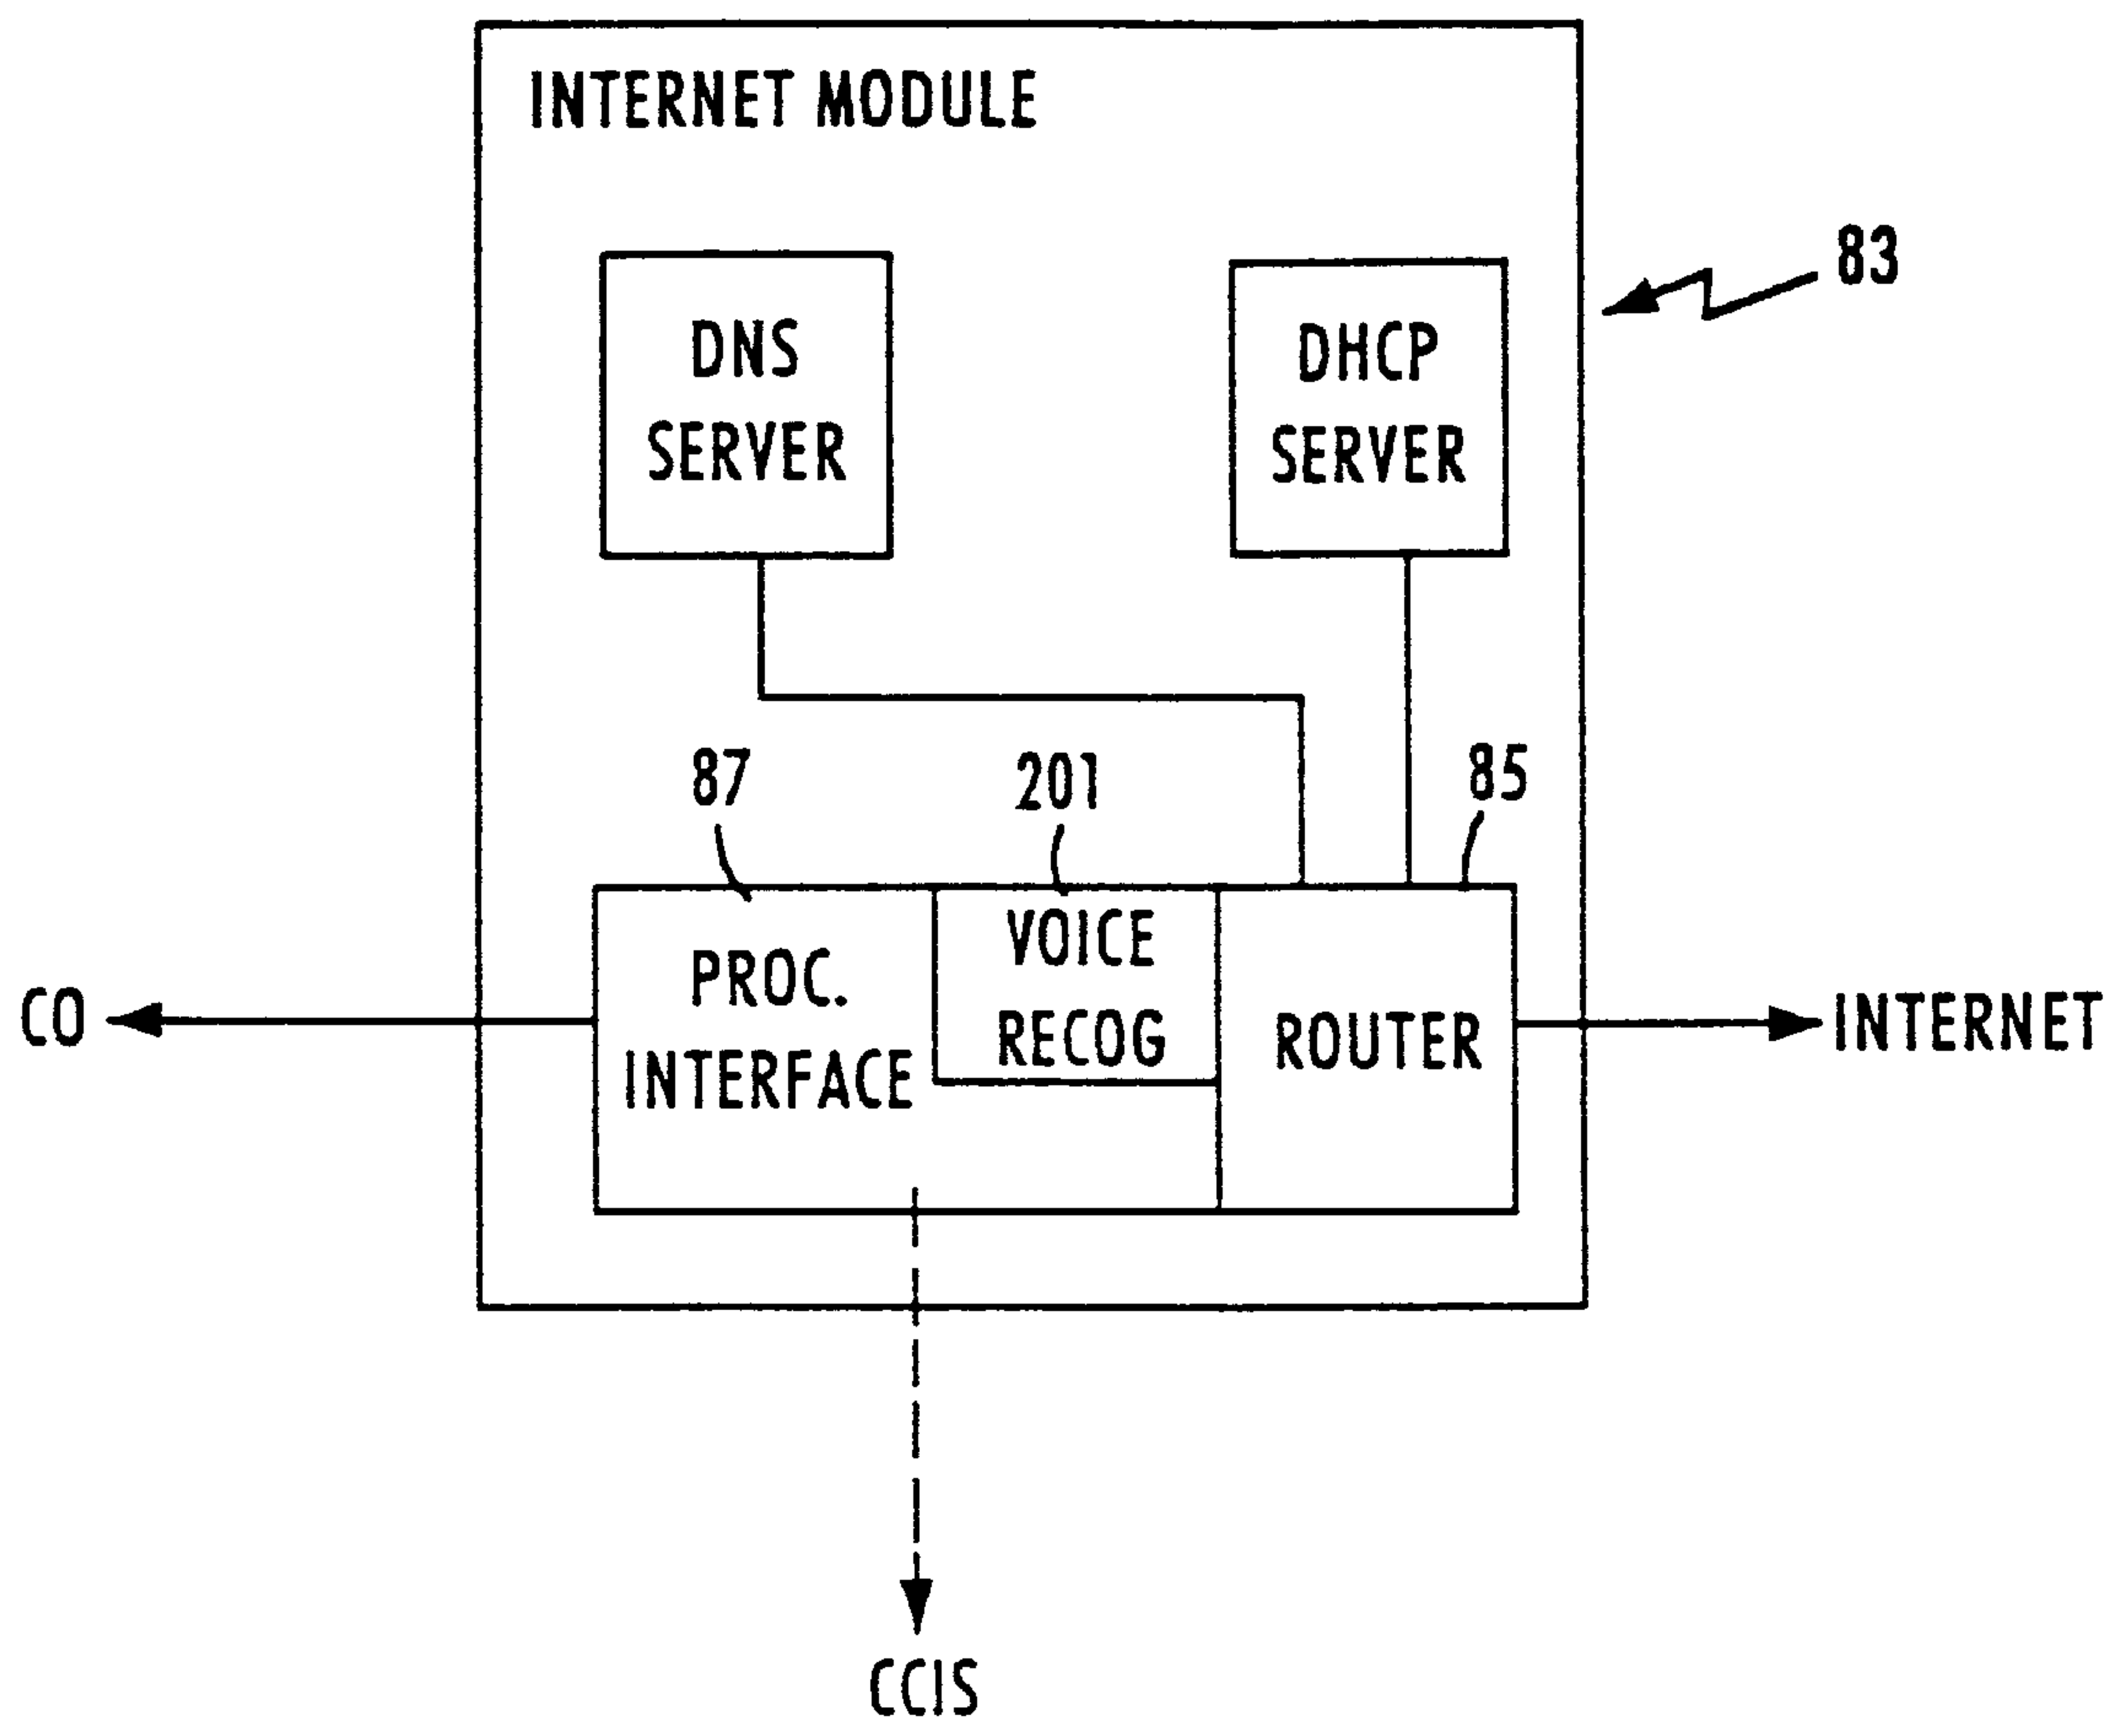 INTERNET MODULE
83
DNS
SERVER
DHCP
SERVER
87
201
85
VOICE
RECOG
PROC.
INTERFACE
ROUTER
CO
INTERNET
CCIS